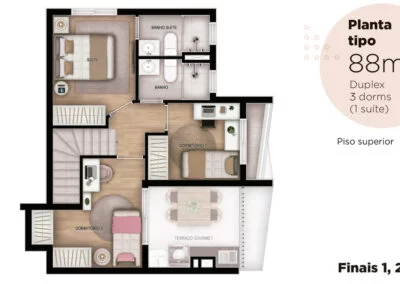 Planta
tipo
88m
Duplex
3 dorms
(1 suíte)
Piso superior
BANHO SUÍTE
SUÍTE
BANHO
DORMITÓRIO 1
DORMITÓRIO 2
TERRAÇO GOURMET
Finais 1, 2